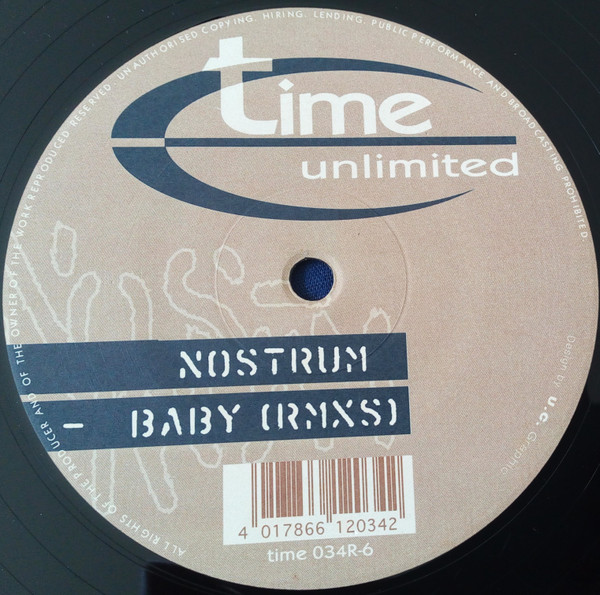 time
unlimited
NOSTRUM
- BABY (RMXS)
4 017866 120342
time 034R-6
Design by U.C. Graphic
ALL RIGHTS OF THE PRODUCER AND OF THE OWNER OF THE WORK REPRODUCED RESERVED. UNAUTHORISED COPYING, HIRING, LENDING, PUBLIC PERFORMANCE AND BROADCASTING PROHIBITED.